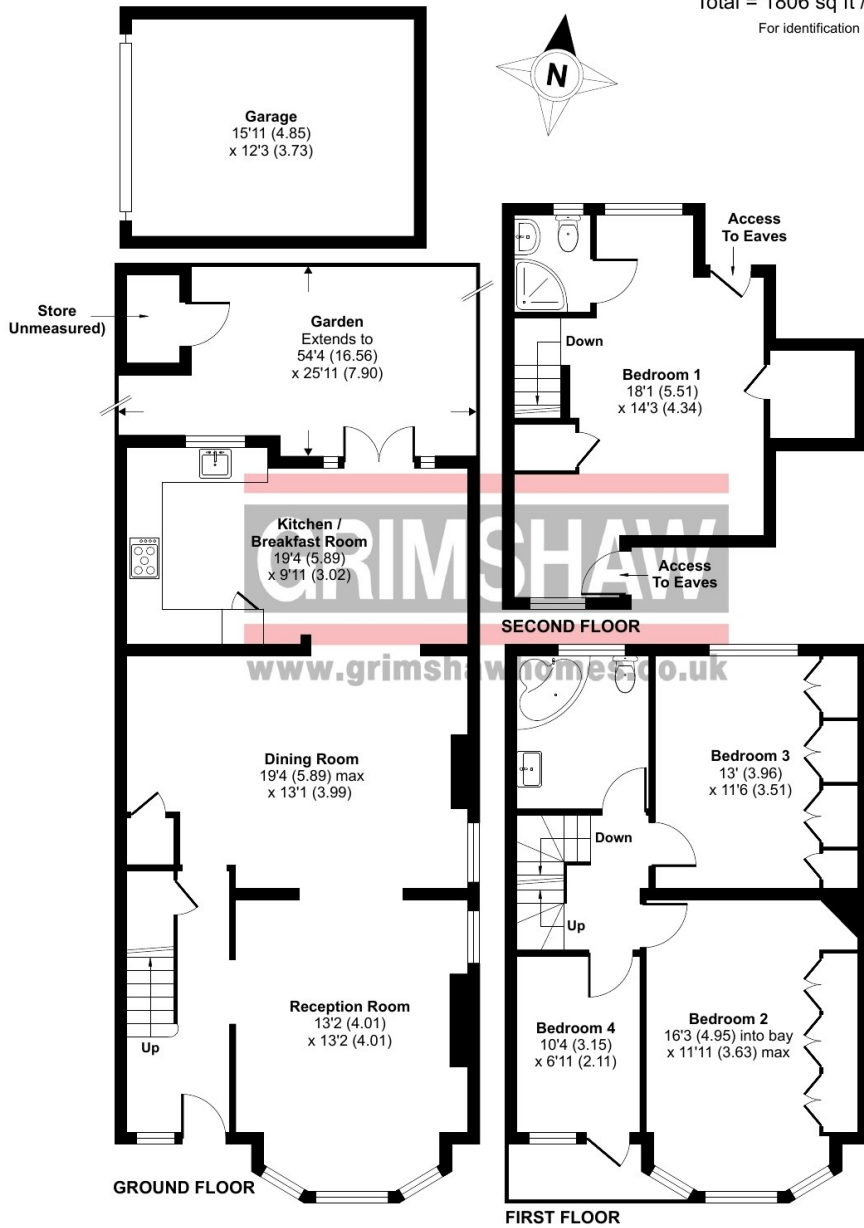 Total = 1806 sq ft /
For identification
N
Garage
15'11 (4.85)
x 12'3 (3.73)
Access
To Eaves
Store
Unmeasured)
Garden
Extends to
54'4 (16.56)
x 25'11 (7.90)
Down
Bedroom 1
18'1 (5.51)
x 14'3 (4.34)
Kitchen /
Breakfast Room
19'4 (5.89)
x 9'11 (3.02)
GRIMSHAW
Access
To Eaves
SECOND FLOOR
www.grimshawhomes.co.uk
Dining Room
19'4 (5.89) max
x 13'1 (3.99)
Bedroom 3
13' (3.96)
x 11'6 (3.51)
Down
Up
Reception Room
13'2 (4.01)
x 13'2 (4.01)
Up
Bedroom 4
10'4 (3.15)
x 6'11 (2.11)
Bedroom 2
16'3 (4.95) into bay
x 11'11 (3.63) max
GROUND FLOOR
FIRST FLOOR